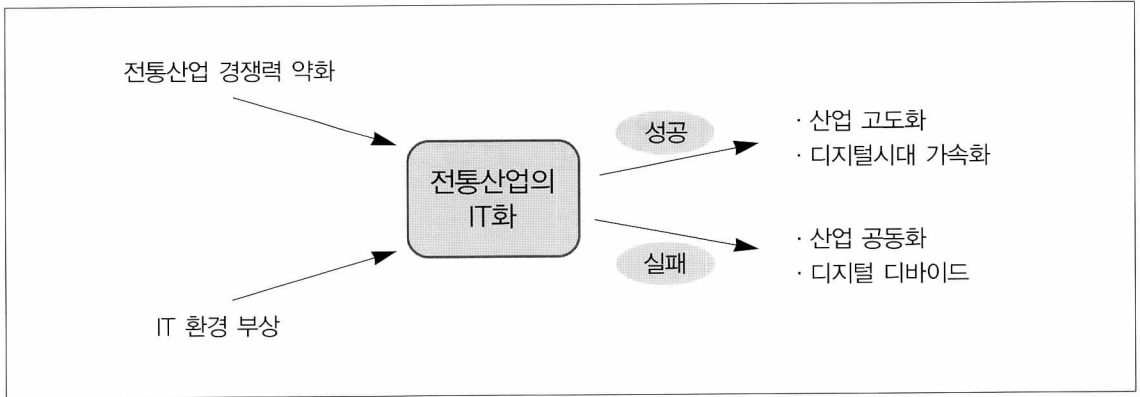 전통산업 경쟁력 약화
IT 환경 부상
전통산업의
IT화
성공
· 산업 고도화
· 디지털시대 가속화
실패
· 산업 공동화
· 디지털 디바이드